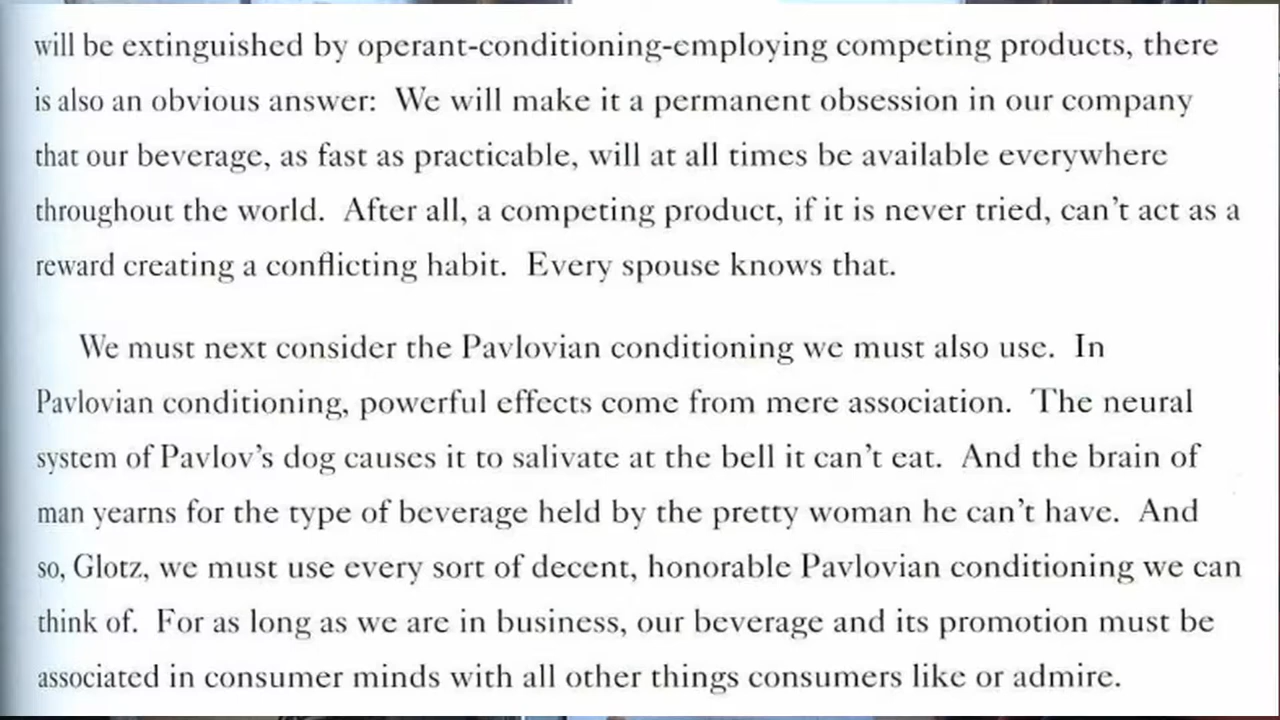 will be extinguished by operant-conditioning-employing competing products, there
is also an obvious answer: We will make it a permanent obsession in our company
that our beverage, as fast as practicable, will at all times be available everywhere
throughout the world. After all, a competing product, if it is never tried, can't act as a
reward creating a conflicting habit. Every spouse knows that.
We must next consider the Pavlovian conditioning we must also use. In
Pavlovian conditioning, powerful effects come from mere association. The neural
system of Pavlov's dog causes it to salivate at the bell it can't eat. And the brain of
man yearns for the type of beverage held by the pretty woman he can't have. And
so, Glotz, we must use every sort of decent, honorable Pavlovian conditioning we can
think of. For as long as we are in business, our beverage and its promotion must be
associated in consumer minds with all other things consumers like or admire.